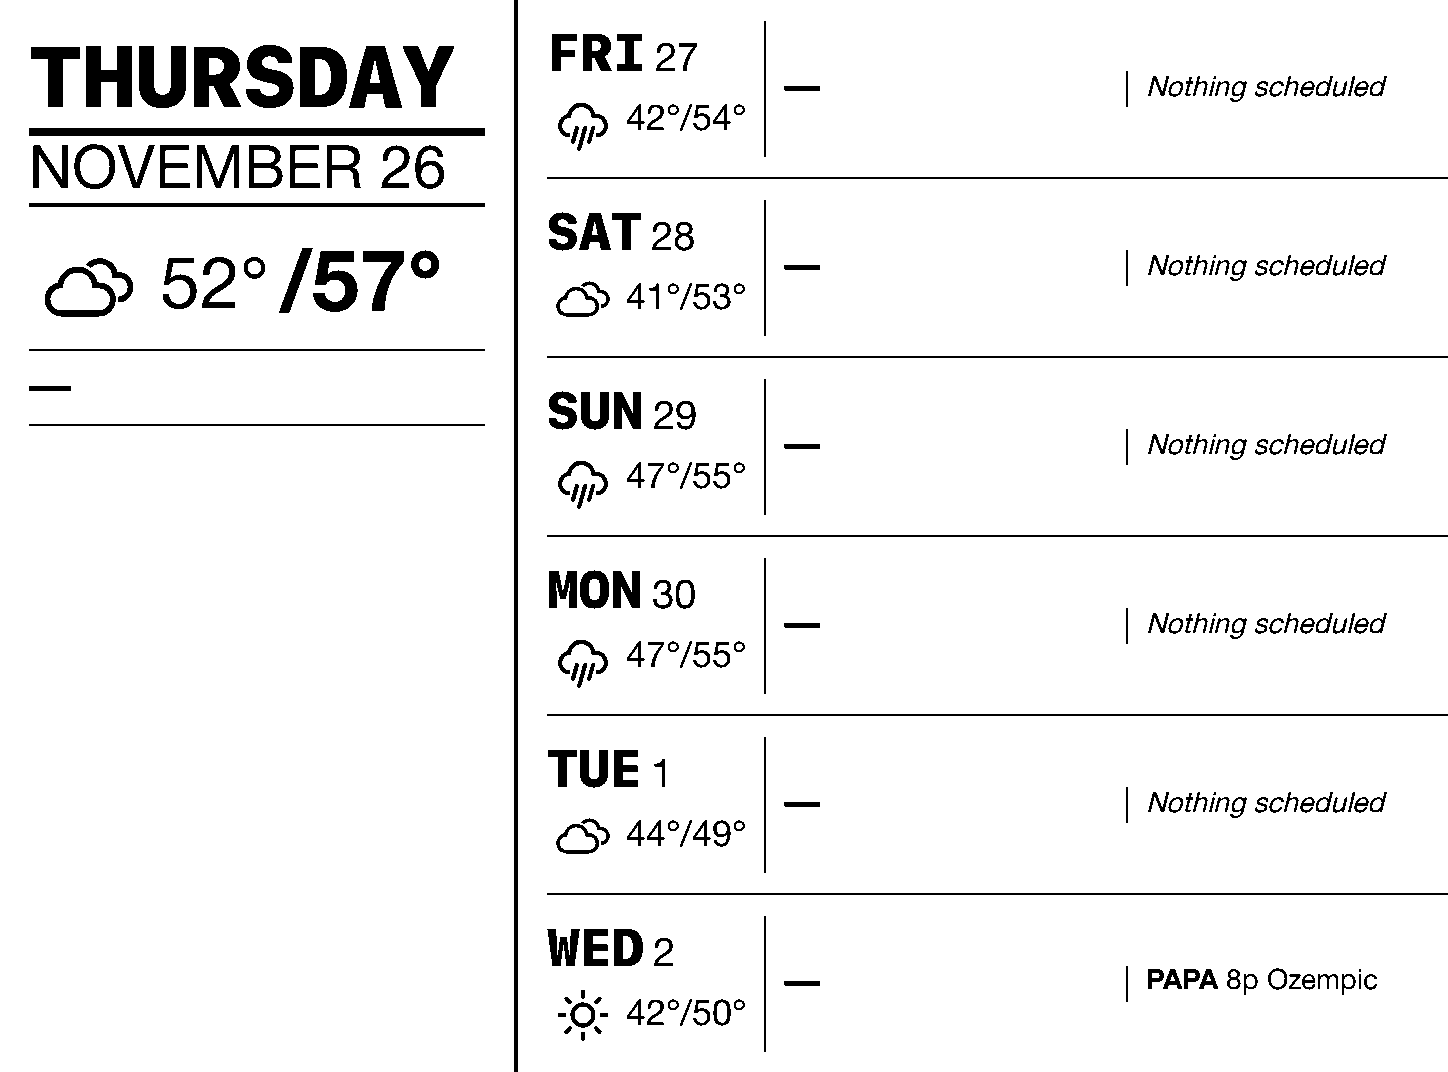 THURSDAY
NOVEMBER 26
52° /57°
—
FRI 27
42°/54°
—
Nothing scheduled
SAT 28
41°/53°
—
Nothing scheduled
SUN 29
47°/55°
—
Nothing scheduled
MON 30
47°/55°
—
Nothing scheduled
TUE 1
44°/49°
—
Nothing scheduled
WED 2
42°/50°
—
PAPA 8p Ozempic